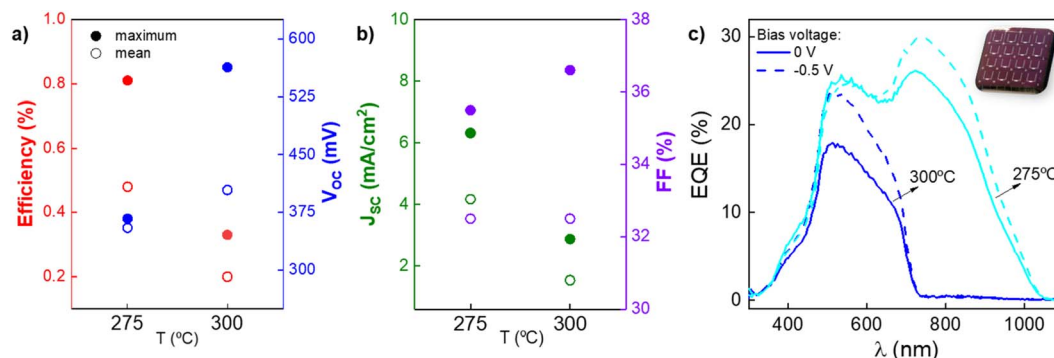 a)
maximum
mean
Efficiency (%)
1.0
0.8
0.6
0.4
0.2
V_OC (mV)
600
525
450
375
300
275 300
T (ºC)
b)
J_SC (mA/cm²)
10
8
6
4
2
FF (%)
38
36
34
32
30
275 300
T (ºC)
c)
Bias voltage:
0 V
-0.5 V
EQE (%)
30
20
10
0
300ºC
275ºC
400 600 800 1000
λ (nm)